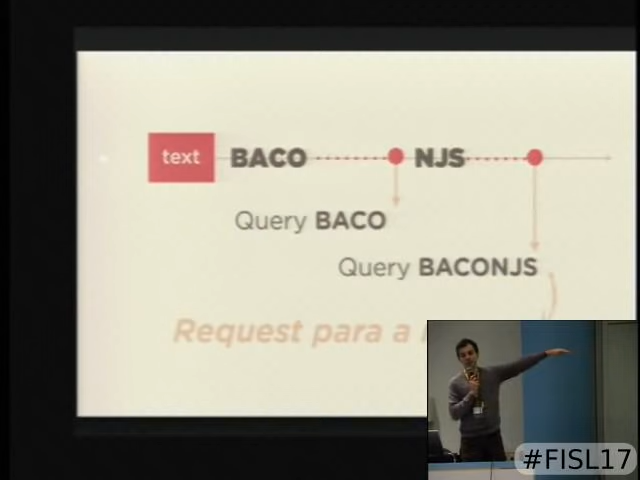 text BACO NJS
Query BACO
Query BACONJS
Request para a
#FISL17